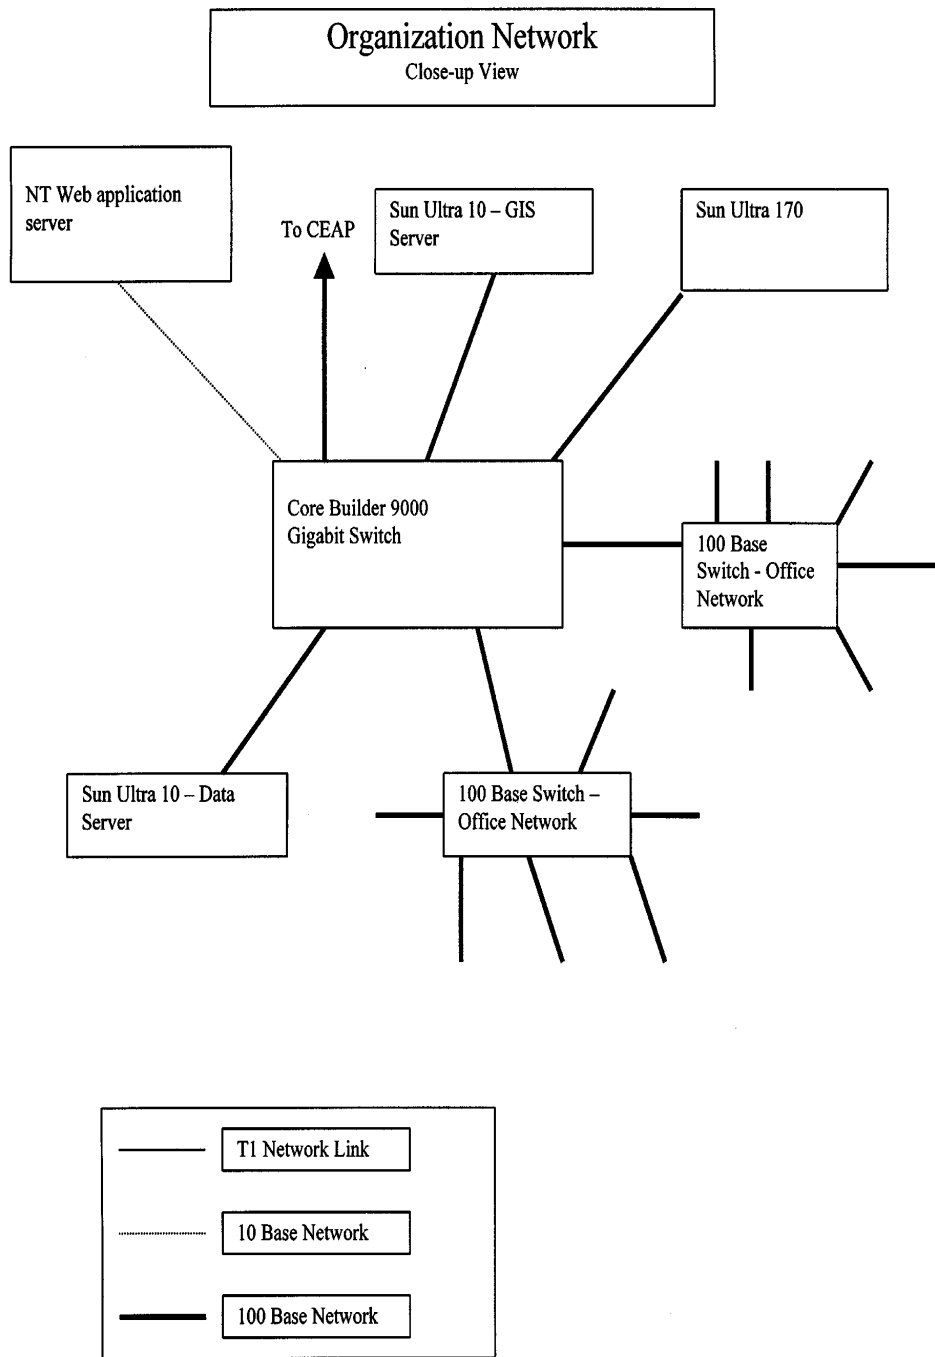 Organization Network
Close-up View
NT Web application
server
To CEAP
Sun Ultra 10 – GIS
Server
Sun Ultra 170
Core Builder 9000
Gigabit Switch
100 Base
Switch - Office
Network
Sun Ultra 10 – Data
Server
100 Base Switch –
Office Network
T1 Network Link
10 Base Network
100 Base Network